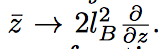 z̄ → 2l_B^2 ∂/∂z.